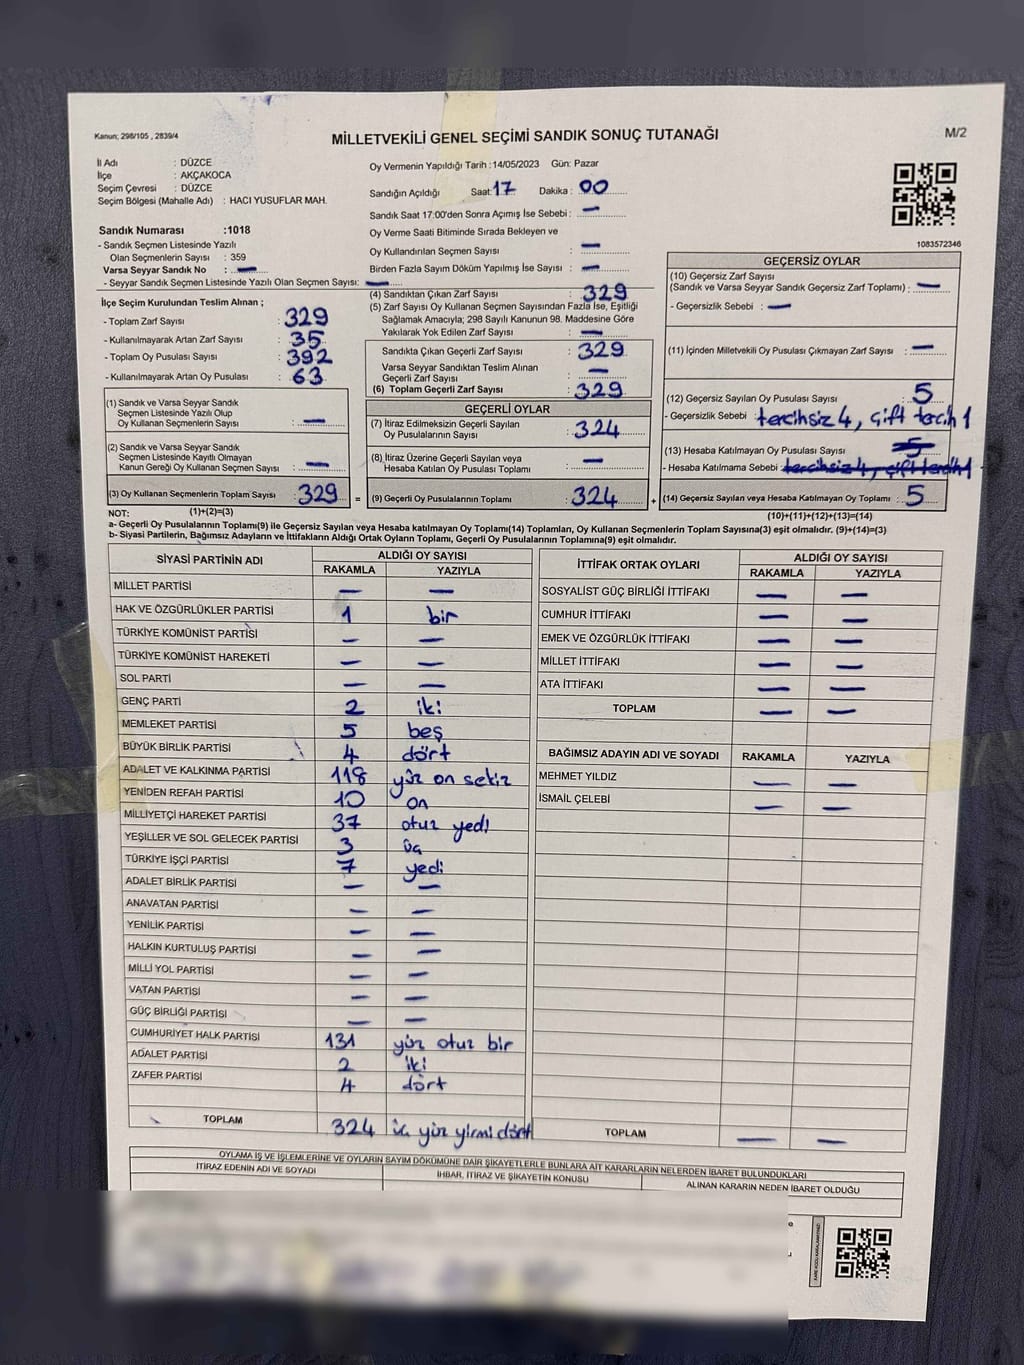 Kanun; 298/105 , 2839/4
MİLLETVEKİLİ GENEL SEÇİMİ SANDIK SONUÇ TUTANAĞI
M/2
İl Adı : DÜZCE
İlçe : AKÇAKOCA
Seçim Çevresi : DÜZCE
Seçim Bölgesi (Mahalle Adı) : HACI YUSUFLAR MAH.
Sandık Numarası :1018
- Sandık Seçmen Listesinde Yazılı
Olan Seçmenlerin Sayısı : 359
Varsa Seyyar Sandık No : —
- Seyyar Sandık Seçmen Listesinde Yazılı Olan Seçmen Sayısı: —
Oy Vermenin Yapıldığı Tarih :14/05/2023 Gün: Pazar
Sandığın Açıldığı Saat: 17 Dakika : 00
Sandık Saat 17:00'den Sonra Açımış İse Sebebi : —
Oy Verme Saati Bitiminde Sırada Bekleyen ve
Oy Kullandırılan Seçmen Sayısı : —
Birden Fazla Sayım Döküm Yapılmış İse Sayısı : —
1083572346
İlçe Seçim Kurulundan Teslim Alınan ;
- Toplam Zarf Sayısı : 329
- Kullanılmayarak Artan Zarf Sayısı : 35
- Toplam Oy Pusulası Sayısı : 392
- Kullanılmayarak Artan Oy Pusulası : 63
(1) Sandık ve Varsa Seyyar Sandık
Seçmen Listesinde Yazılı Olup
Oy Kullanan Seçmenlerin Sayısı : —
(2) Sandık ve Varsa Seyyar Sandık
Seçmen Listesinde Kayıtlı Olmayan
Kanun Gereği Oy Kullanan Seçmen Sayısı : —
(3) Oy Kullanan Seçmenlerin Toplam Sayısı : 329 =
(4) Sandıktan Çıkan Zarf Sayısı : 329
(5) Zarf Sayısı Oy Kullanan Seçmen Sayısından Fazla İse, Eşitliği
Sağlamak Amacıyla; 298 Sayılı Kanunun 98. Maddesine Göre
Yakılarak Yok Edilen Zarf Sayısı : —
Sandıkta Çıkan Geçerli Zarf Sayısı : 329
Varsa Seyyar Sandıktan Teslim Alınan
Geçerli Zarf Sayısı : —
(6) Toplam Geçerli Zarf Sayısı : 329
GEÇERLİ OYLAR
(7) İtiraz Edilmeksizin Geçerli Sayılan
Oy Pusulalarının Sayısı : 324
(8) İtiraz Üzerine Geçerli Sayılan veya
Hesaba Katılan Oy Pusulası Toplamı : —
(9) Geçerli Oy Pusulalarının Toplamı : 324 +
GEÇERSİZ OYLAR
(10) Geçersiz Zarf Sayısı
(Sandık ve Varsa Seyyar Sandık Geçersiz Zarf Toplamı) : —
- Geçersizlik Sebebi : —
(11) İçinden Milletvekili Oy Pusulası Çıkmayan Zarf Sayısı : —
(12) Geçersiz Sayılan Oy Pusulası Sayısı : 5
- Geçersizlik Sebebi : tercihsiz 4, çift tercih 1
(13) Hesaba Katılmayan Oy Pusulası Sayısı : 5
- Hesaba Katılmama Sebebi : tercihsiz 4, çift tercih 1
(14) Geçersiz Sayılan veya Hesaba Katılmayan Oy Toplamı : 5
NOT: (1)+(2)=(3)
(10)+(11)+(12)+(13)=(14)
a- Geçerli Oy Pusulalarının Toplamı(9) ile Geçersiz Sayılan veya Hesaba katılmayan Oy Toplamı(14) Toplamları, Oy Kullanan Seçmenlerin Toplam Sayısına(3) eşit olmalıdır. (9)+(14)=(3)
b- Siyasi Partilerin, Bağımsız Adayların ve İttifakların Aldığı Ortak Oyların Toplamı, Geçerli Oy Pusulalarının Toplamına(9) eşit olmalıdır.
SİYASİ PARTİNİN ADI ALDIĞI OY SAYISI
RAKAMLA YAZIYLA
MİLLET PARTİSİ — —
HAK VE ÖZGÜRLÜKLER PARTİSİ 1 bir
TÜRKİYE KOMÜNİST PARTİSİ — —
TÜRKİYE KOMÜNİST HAREKETİ — —
SOL PARTİ — —
GENÇ PARTİ 2 iki
MEMLEKET PARTİSİ 5 beş
BÜYÜK BİRLİK PARTİSİ 4 dört
ADALET VE KALKINMA PARTİSİ 118 yüz on sekiz
YENİDEN REFAH PARTİSİ 10 on
MİLLİYETÇİ HAREKET PARTİSİ 37 otuz yedi
YEŞİLLER VE SOL GELECEK PARTİSİ 3 üç
TÜRKİYE İŞÇİ PARTİSİ 7 yedi
ADALET BİRLİK PARTİSİ — —
ANAVATAN PARTİSİ — —
YENİLİK PARTİSİ — —
HALKIN KURTULUŞ PARTİSİ — —
MİLLİ YOL PARTİSİ — —
VATAN PARTİSİ — —
GÜÇ BİRLİĞİ PARTİSİ — —
CUMHURİYET HALK PARTİSİ 131 yüz otuz bir
ADALET PARTİSİ 2 iki
ZAFER PARTİSİ 4 dört
TOPLAM 324 üç yüz yirmi dört
İTTİFAK ORTAK OYLARI ALDIĞI OY SAYISI
RAKAMLA YAZIYLA
SOSYALİST GÜÇ BİRLİĞİ İTTİFAKI — —
CUMHUR İTTİFAKI — —
EMEK VE ÖZGÜRLÜK İTTİFAKI — —
MİLLET İTTİFAKI — —
ATA İTTİFAKI — —
TOPLAM — —
BAĞIMSIZ ADAYIN ADI VE SOYADI RAKAMLA YAZIYLA
MEHMET YILDIZ — —
İSMAİL ÇELEBİ — —
TOPLAM — —
OYLAMA İŞ VE İŞLEMLERİNE VE OYLARIN SAYIM DÖKÜMÜNE DAİR ŞİKAYETLERLE BUNLARA AİT KARARLARIN NELERDEN İBARET BULUNDUKLARI
İTİRAZ EDENİN ADI VE SOYADI İHBAR, İTİRAZ VE ŞİKAYETİN KONUSU ALINAN KARARIN NEDEN İBARET OLDUĞU